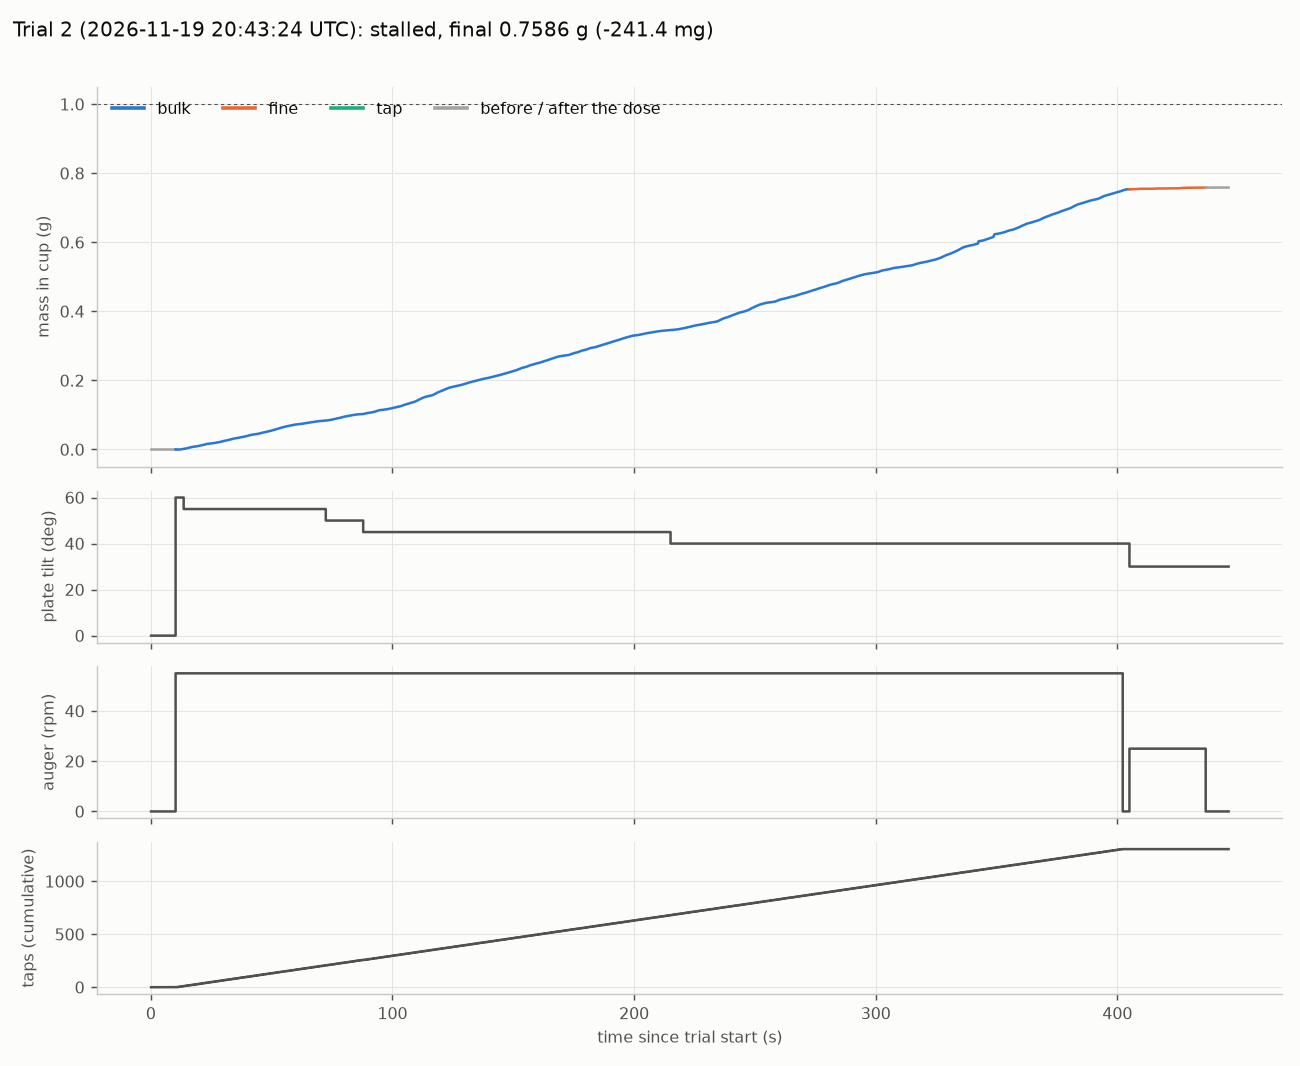 Trial 2 (2026-11-19 20:43:24 UTC): stalled, final 0.7586 g (-241.4 mg)
bulk fine tap before / after the dose
mass in cup (g)
1.0
0.8
0.6
0.4
0.2
0.0
plate tilt (deg)
60
40
20
0
auger (rpm)
40
20
0
taps (cumulative)
1000
500
0
0 100 200 300 400
time since trial start (s)